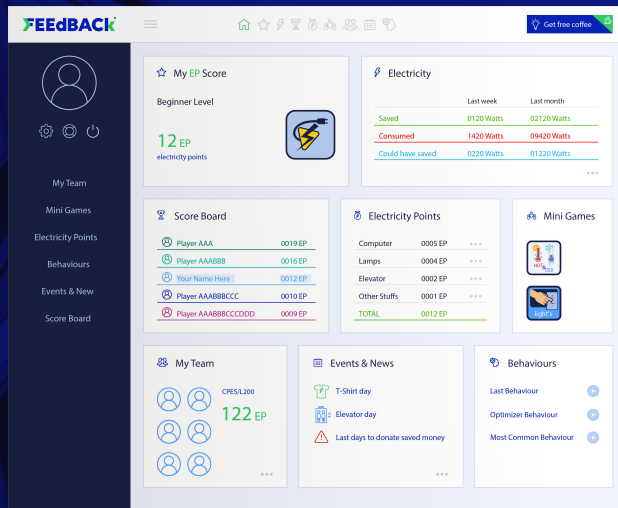 FEEdBACk
Get free coffee
My Team
Mini Games
Electricity Points
Behaviours
Events & New
Score Board
My EP Score
Beginner Level
12 EP
electricity points
Electricity
Last week Last month
Saved 0120 Watts 02120 Watts
Consumed 1420 Watts 09420 Watts
Could have saved 0220 Watts 01220 Watts
Score Board
Player AAA 0019 EP
Player AAABBB 0016 EP
Your Name Here 0012 EP
Player AAABBBCCC 0010 EP
Player AAABBBCCCDDD 0009 EP
Electricity Points
Computer 0005 EP
Lamps 0004 EP
Elevator 0002 EP
Other Stuffs 0001 EP
TOTAL 0012 EP
Mini Games
HOT
&
light's
My Team
CPES/L200
122 EP
Events & News
T-Shirt day
Elevator day
Last days to donate saved money
Behaviours
Last Behaviour
Optimizer Behaviour
Most Common Behaviour